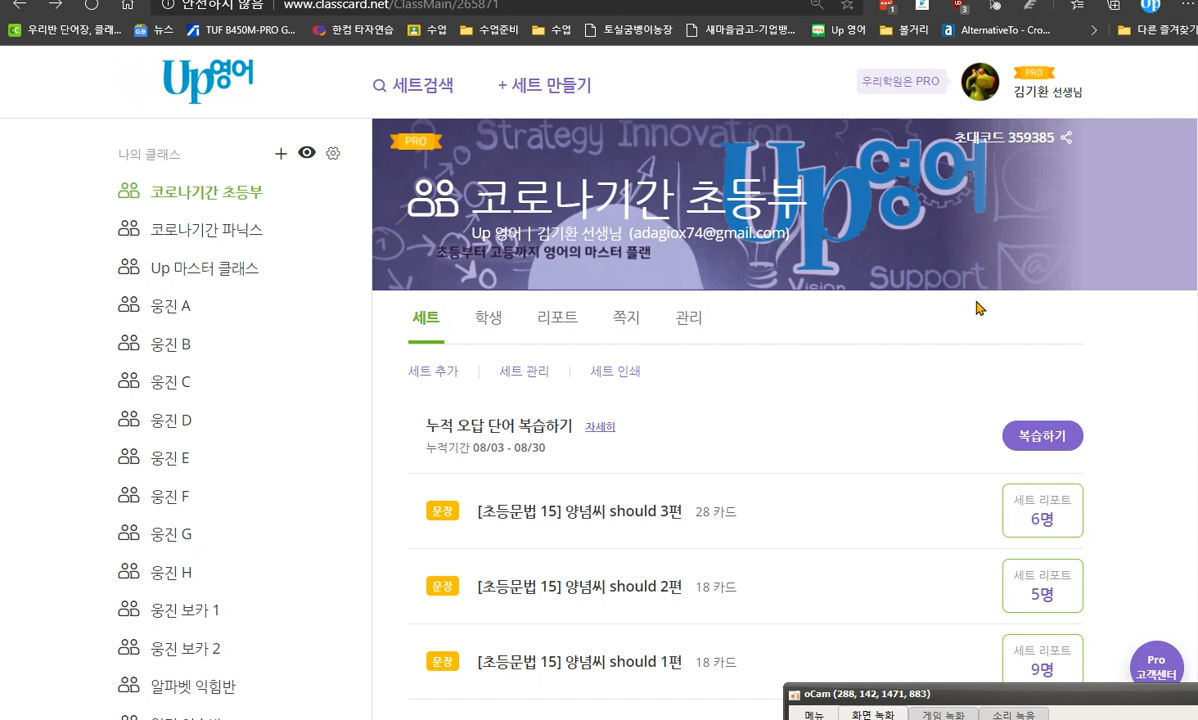 안전하지 않음 | www.classcard.net/ClassMain/265871
우리반 단어장, 클래... 뉴스 TUF B450M-PRO G... 한컴 타자연습 수업 수업준비 수업 토실굼벵이농장 새마을금고-기업뱅... Up 영어 볼거리 AlternativeTo - Cro... 다른 즐겨찾기
Up영어
세트검색
+ 세트 만들기
우리학원은 PRO
PRO
김기환 선생님
나의 클래스
코로나기간 초등부
코로나기간 파닉스
Up 마스터 클래스
웅진 A
웅진 B
웅진 C
웅진 D
웅진 E
웅진 F
웅진 G
웅진 H
웅진 보카 1
웅진 보카 2
알파벳 익힘반
PRO
Strategy Innovation
초대코드 359385
Up영어
코로나기간 초등부
Up 영어 | 김기환 선생님 (adagiox74@gmail.com)
초등부터 고등까지 영어의 마스터 플랜
Vision
Support
세트 학생 리포트 쪽지 관리
세트 추가 | 세트 관리 | 세트 인쇄
누적 오답 단어 복습하기 자세히
누적기간 08/03 - 08/30
복습하기
문장 [초등문법 15] 양념씨 should 3편 28 카드
세트 리포트
6명
문장 [초등문법 15] 양념씨 should 2편 18 카드
세트 리포트
5명
문장 [초등문법 15] 양념씨 should 1편 18 카드
세트 리포트
9명
Pro
고객센터
oCam (288, 142, 1471, 883)
메뉴 화면 녹화 게임 녹화 소리 녹음